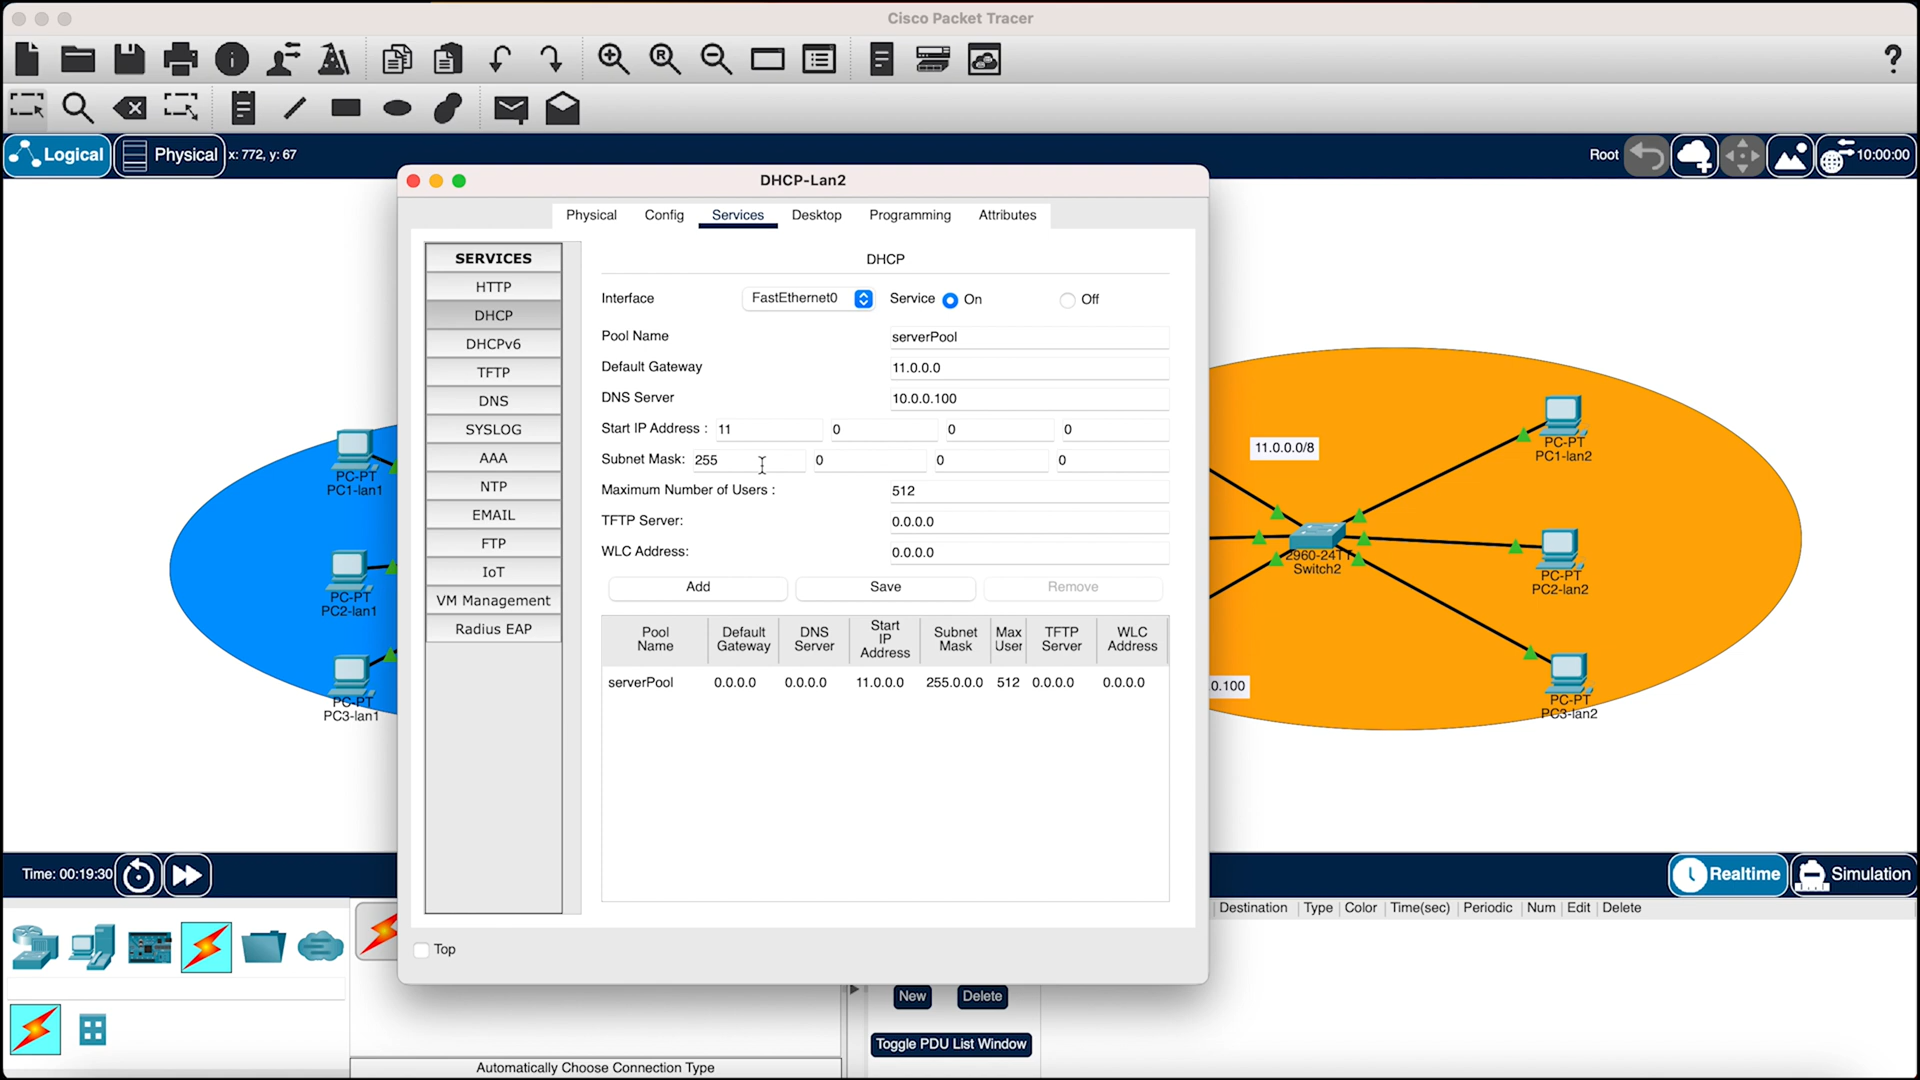 Cisco Packet Tracer
Logical
Physical
x: 772, y: 67
Root
10:00:00
DHCP-Lan2
Physical
Config
Services
Desktop
Programming
Attributes
SERVICES
HTTP
DHCP
DHCPv6
TFTP
DNS
SYSLOG
AAA
NTP
EMAIL
FTP
IoT
VM Management
Radius EAP
DHCP
Interface FastEthernet0 Service On Off
Pool Name serverPool
Default Gateway 11.0.0.0
DNS Server 10.0.0.100
Start IP Address : 11 0 0 0
Subnet Mask: 255 0 0 0
Maximum Number of Users : 512
TFTP Server: 0.0.0.0
WLC Address: 0.0.0.0
Add Save Remove
Pool Name
Default Gateway
DNS Server
Start IP Address
Subnet Mask
Max User
TFTP Server
WLC Address
serverPool 0.0.0.0 0.0.0.0 11.0.0.0 255.0.0.0 512 0.0.0.0 0.0.0.0
Top
PC-PT
PC1-lan1
PC-PT
PC2-lan1
PC-PT
PC3-lan1
11.0.0.0/8
0.100
2960-24TT
Switch2
PC-PT
PC1-lan2
PC-PT
PC2-lan2
PC-PT
PC3-lan2
Time: 00:19:30
Realtime
Simulation
Destination Type Color Time(sec) Periodic Num Edit Delete
New
Delete
Toggle PDU List Window
Automatically Choose Connection Type